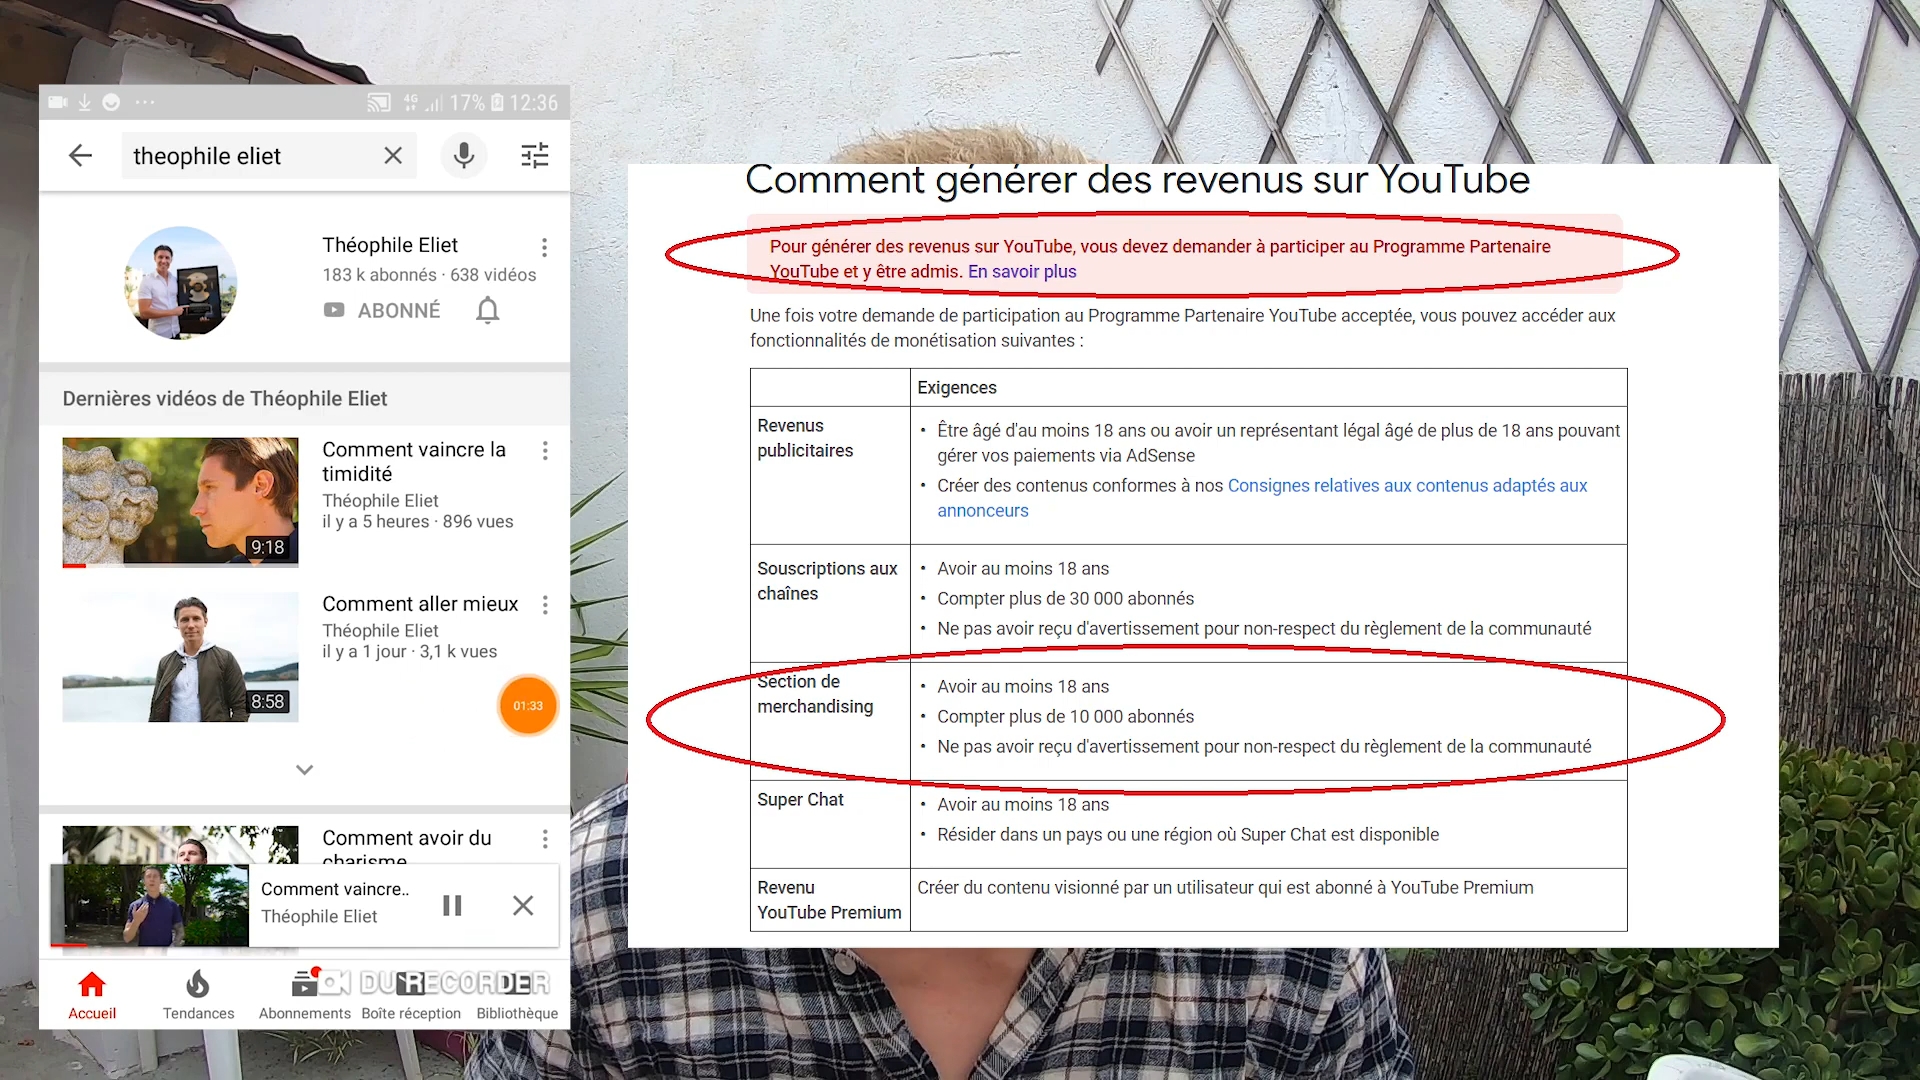 17% 12:36
4G
theophile eliet
Théophile Eliet
183 k abonnés · 638 vidéos
ABONNÉ
Dernières vidéos de Théophile Eliet
Comment vaincre la
timidité
Théophile Eliet
il y a 5 heures · 896 vues
9:18
Comment aller mieux
Théophile Eliet
il y a 1 jour · 3,1 k vues
8:58
01:33
Comment avoir du
charisme
Comment vaincre..
Théophile Eliet
DU RECORDER
Accueil
Tendances
Abonnements
Boîte réception
Bibliothèque
Comment générer des revenus sur YouTube
Pour générer des revenus sur YouTube, vous devez demander à participer au Programme Partenaire
YouTube et y être admis. En savoir plus
Une fois votre demande de participation au Programme Partenaire YouTube acceptée, vous pouvez accéder aux
fonctionnalités de monétisation suivantes :
Exigences
Revenus
publicitaires
• Être âgé d'au moins 18 ans ou avoir un représentant légal âgé de plus de 18 ans pouvant
gérer vos paiements via AdSense
• Créer des contenus conformes à nos Consignes relatives aux contenus adaptés aux
annonceurs
Souscriptions aux
chaînes
• Avoir au moins 18 ans
• Compter plus de 30 000 abonnés
• Ne pas avoir reçu d'avertissement pour non-respect du règlement de la communauté
Section de
merchandising
• Avoir au moins 18 ans
• Compter plus de 10 000 abonnés
• Ne pas avoir reçu d'avertissement pour non-respect du règlement de la communauté
Super Chat
• Avoir au moins 18 ans
• Résider dans un pays ou une région où Super Chat est disponible
Revenu
YouTube Premium
Créer du contenu visionné par un utilisateur qui est abonné à YouTube Premium